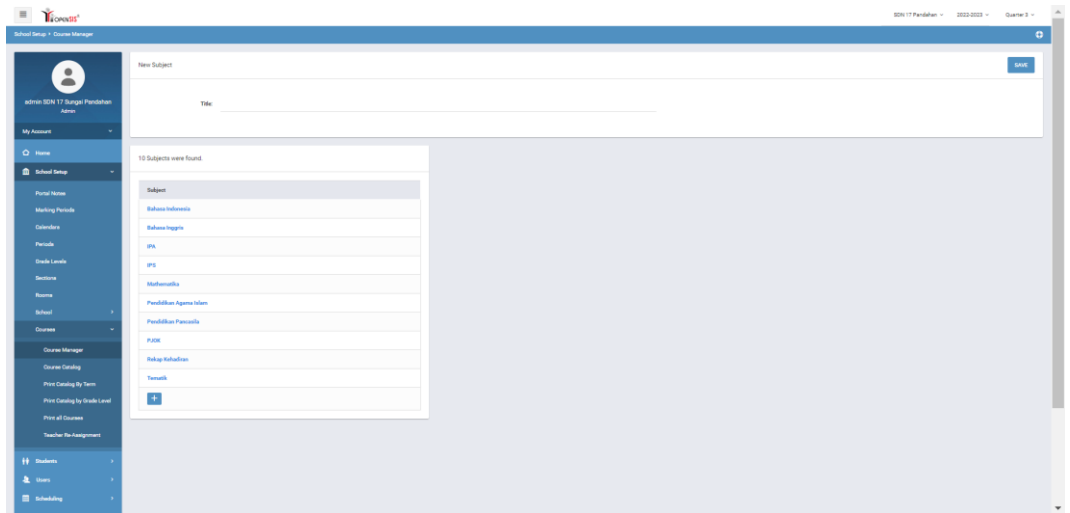 OPENSIS
SDN 17 Pandahan
2022-2023
Quarter 3
School Setup
Course Manager
admin SDN 17 Sungai Pandahan
Admin
My Account
Home
School Setup
Portal Notes
Marking Periods
Calendars
Periods
Grade Levels
Sections
Rooms
School
Courses
Course Manager
Course Catalog
Print Catalog By Term
Print Catalog by Grade Level
Print all Courses
Teacher Re-Assignment
Students
Users
Scheduling
New Subject
SAVE
Title
10 Subjects were found.
Subject
Bahasa Indonesia
Bahasa Inggris
IPA
IPS
Mathematika
Pendidikan Agama Islam
Pendidikan Pancasila
PJOK
Rekap Kehadiran
Tematik
+